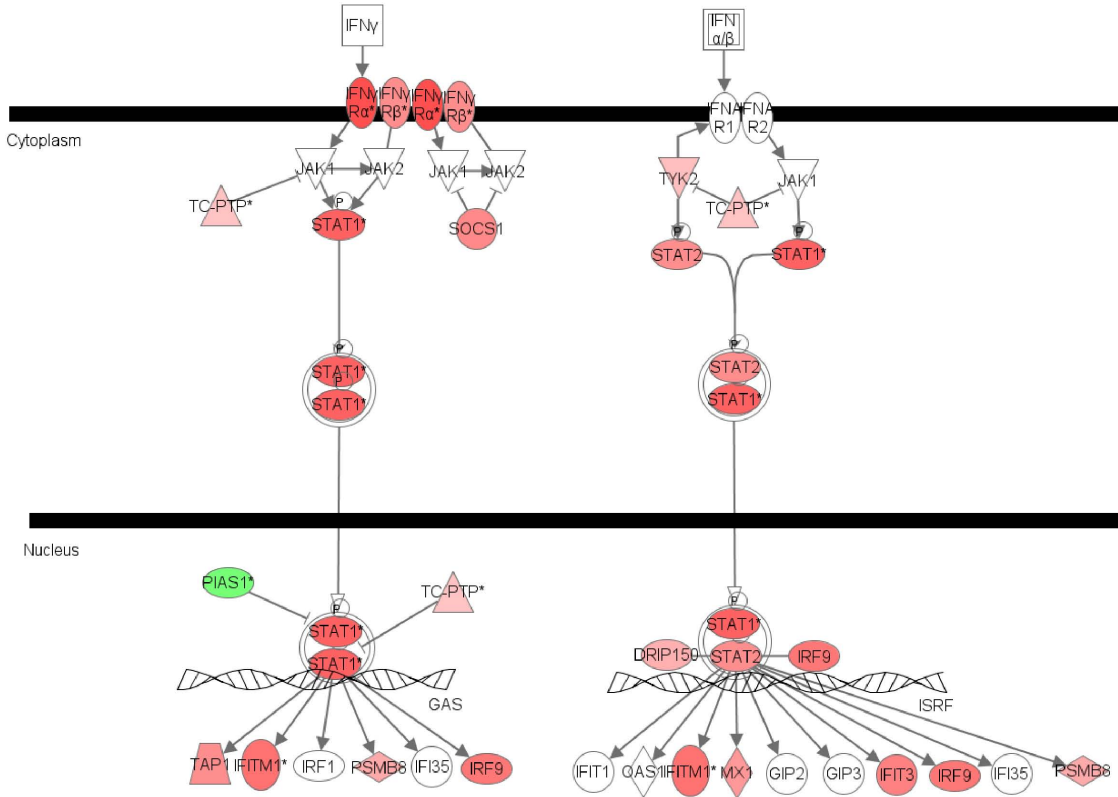 IFNγ
IFN
α/β
IFNγ
Rα*
IFNγ
Rβ*
IFNγ
Rα*
IFNγ
Rβ*
IFNA
R1
IFNA
R2
Cytoplasm
JAK1
JAK2
JAK1
JAK2
TYK2
JAK1
TC-PTP*
P
STAT1*
SOCS1
TC-PTP*
P
STAT2
P
STAT1*
P
STAT1*
P
STAT1*
P
STAT2
STAT1*
Nucleus
PIAS1*
TC-PTP*
P
STAT1*
STAT1*
P
STAT1*
DRIP150
STAT2
IRF9
GAS
ISRF
TAP1
IFITM1*
IRF1
PSMB8
IFI35
IRF9
IFIT1
OAS1
IFITM1*
MX1
GIP2
GIP3
IFIT3
IRF9
IFI35
PSMB8